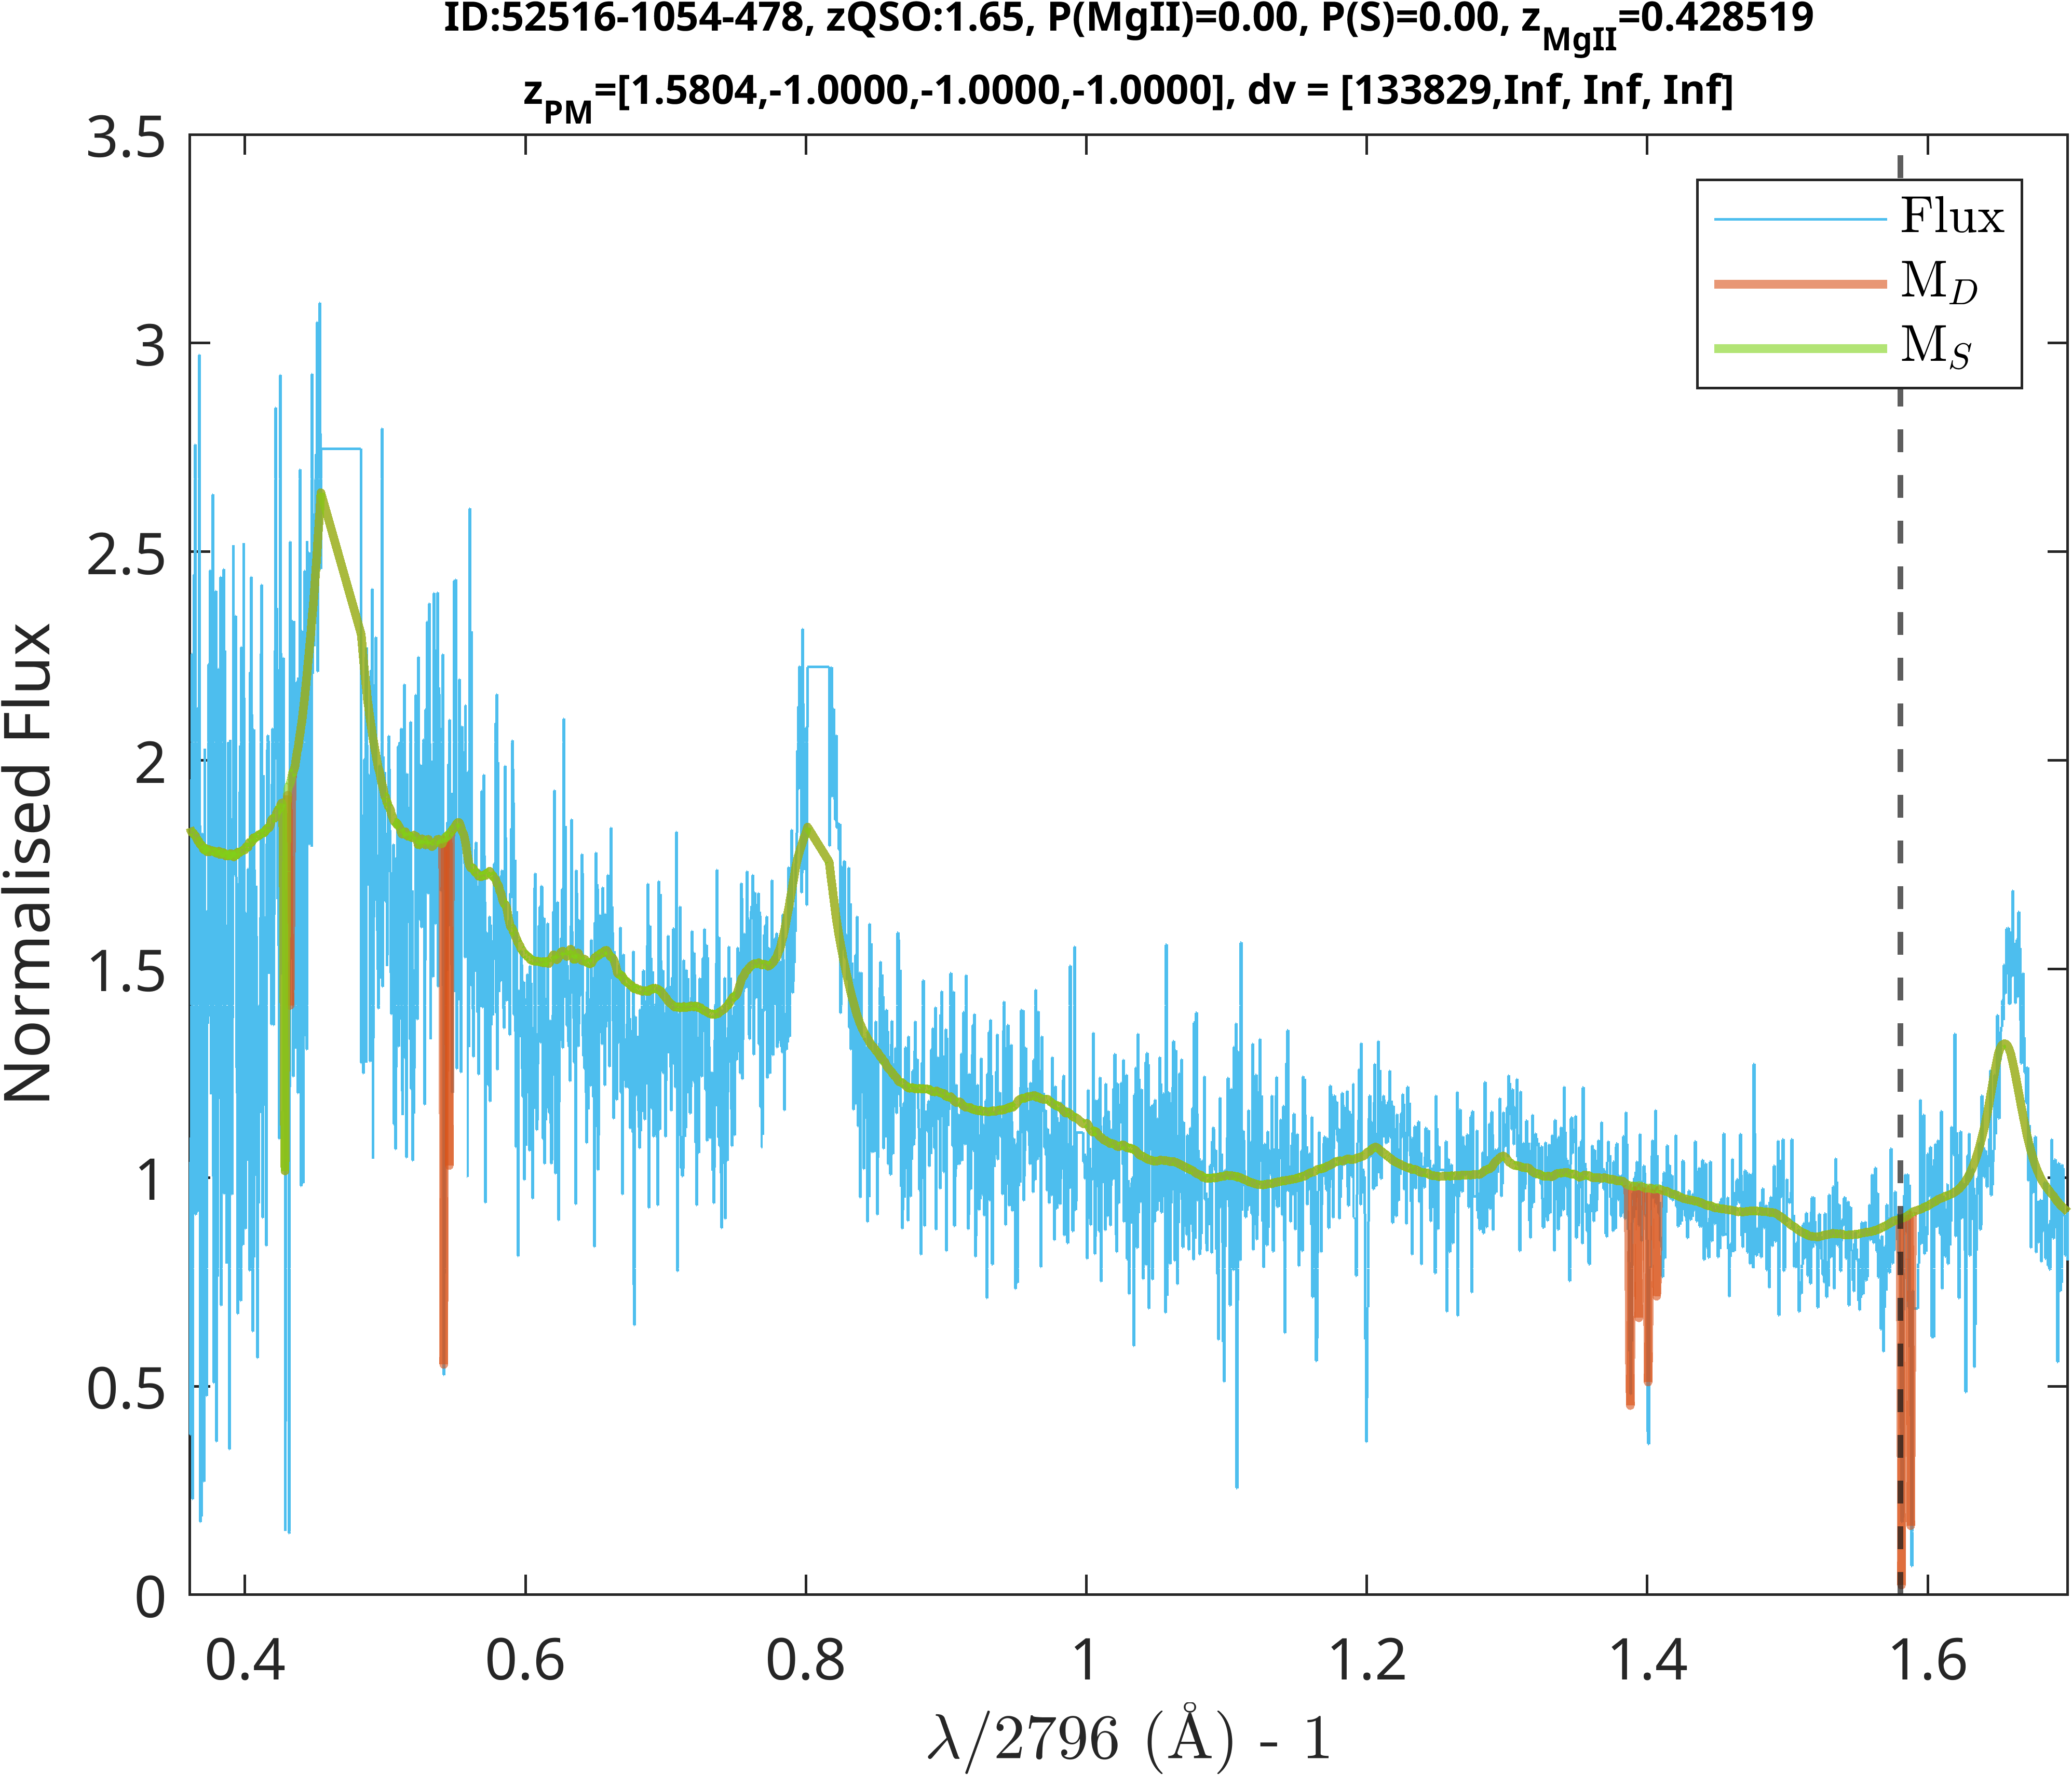 ID:52516-1054-478, zQSO:1.65, P(MgII)=0.00, P(S)=0.00, zMgII=0.428519
zPM=[1.5804,-1.0000,-1.0000,-1.0000], dv = [133829,Inf, Inf, Inf]
3.5
3
2.5
2
1.5
1
0.5
0
Normalised Flux
Flux
MD
MS
0.4
0.6
0.8
1
1.2
1.4
1.6
λ/2796 (Å) - 1